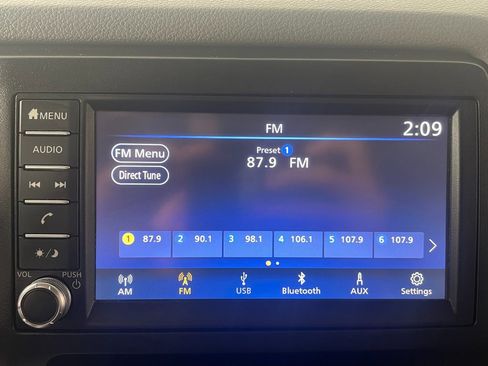 MENU
AUDIO
VOL PUSH
FM 2:09
FM Menu
Direct Tune
Preset 1
87.9 FM
1 87.9 2 90.1 3 98.1 4 106.1 5 107.9 6 107.9
AM FM USB Bluetooth AUX Settings